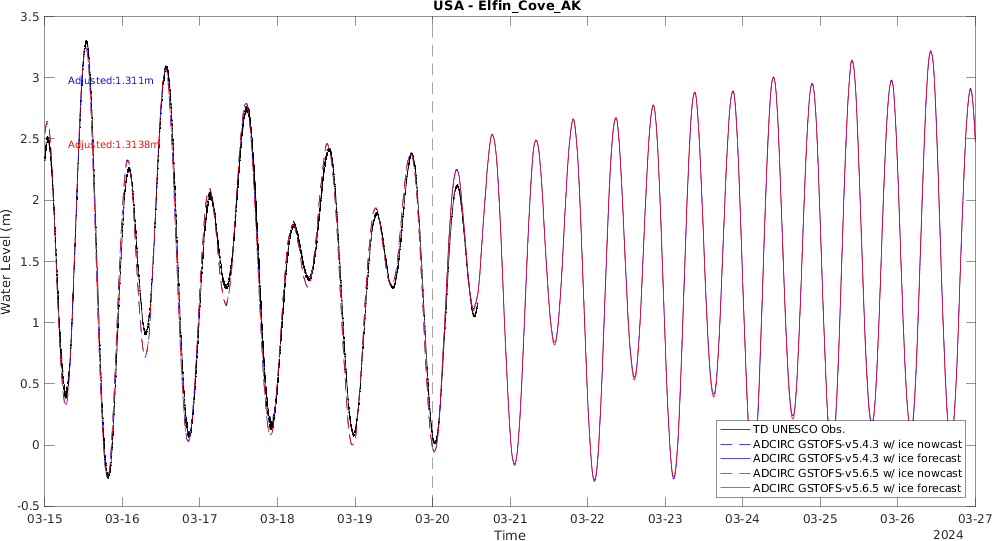 USA - Elfin_Cove_AK
3.5
3
2.5
2
1.5
1
0.5
0
-0.5
Water Level (m)
Adjusted:1.311m
Adjusted:1.3138m
TD UNESCO Obs.
ADCIRC GSTOFS-v5.4.3 w/ ice nowcast
ADCIRC GSTOFS-v5.4.3 w/ ice forecast
ADCIRC GSTOFS-v5.6.5 w/ ice nowcast
ADCIRC GSTOFS-v5.6.5 w/ ice forecast
03-15 03-16 03-17 03-18 03-19 03-20 03-21 03-22 03-23 03-24 03-25 03-26 03-27
Time
2024